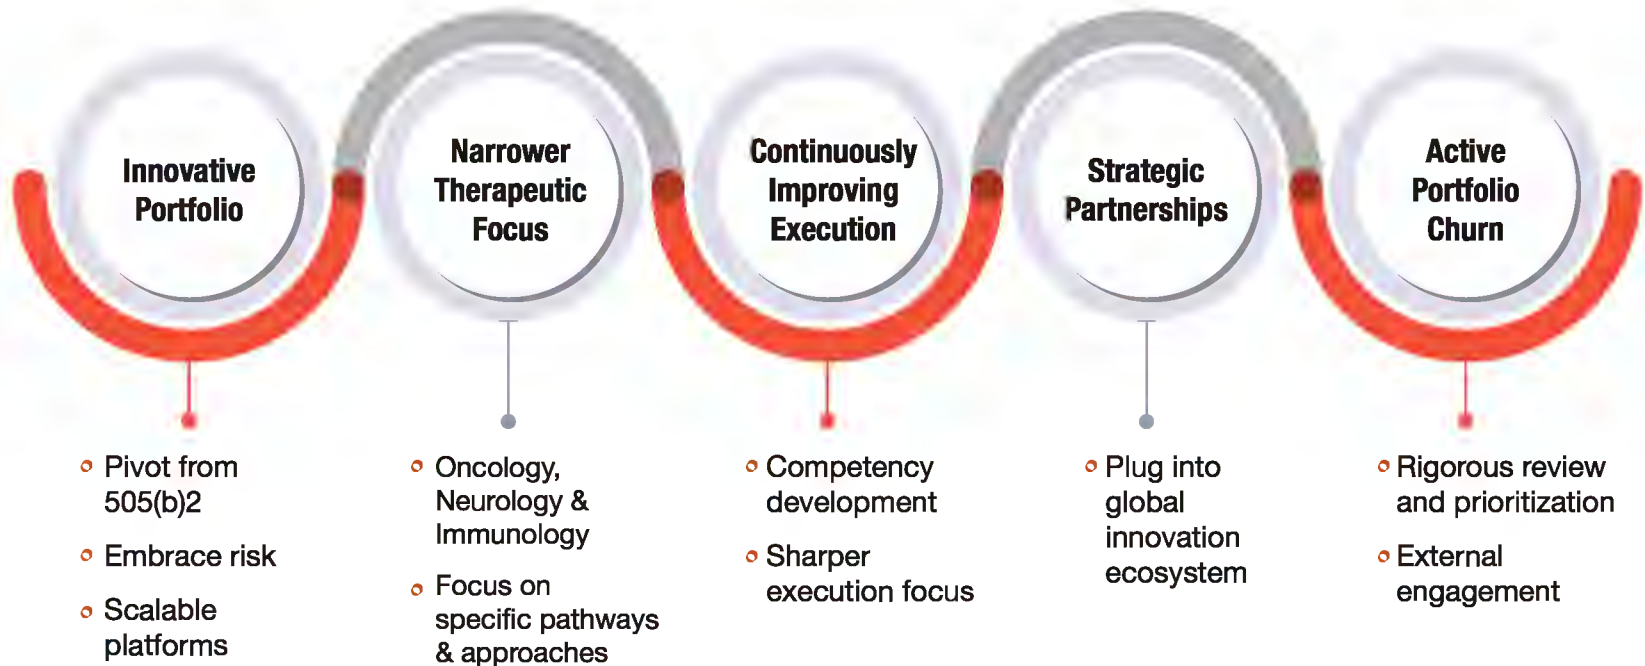 Innovative
Portfolio
Narrower
Therapeutic
Focus
Continuously
Improving
Execution
Strategic
Partnerships
Active
Portfolio
Churn
Pivot from
505(b)2
Embrace risk
Scalable
platforms
Oncology,
Neurology &
Immunology
Focus on
specific pathways
& approaches
Competency
development
Sharper
execution focus
Plug into
global
innovation
ecosystem
Rigorous review
and prioritization
External
engagement